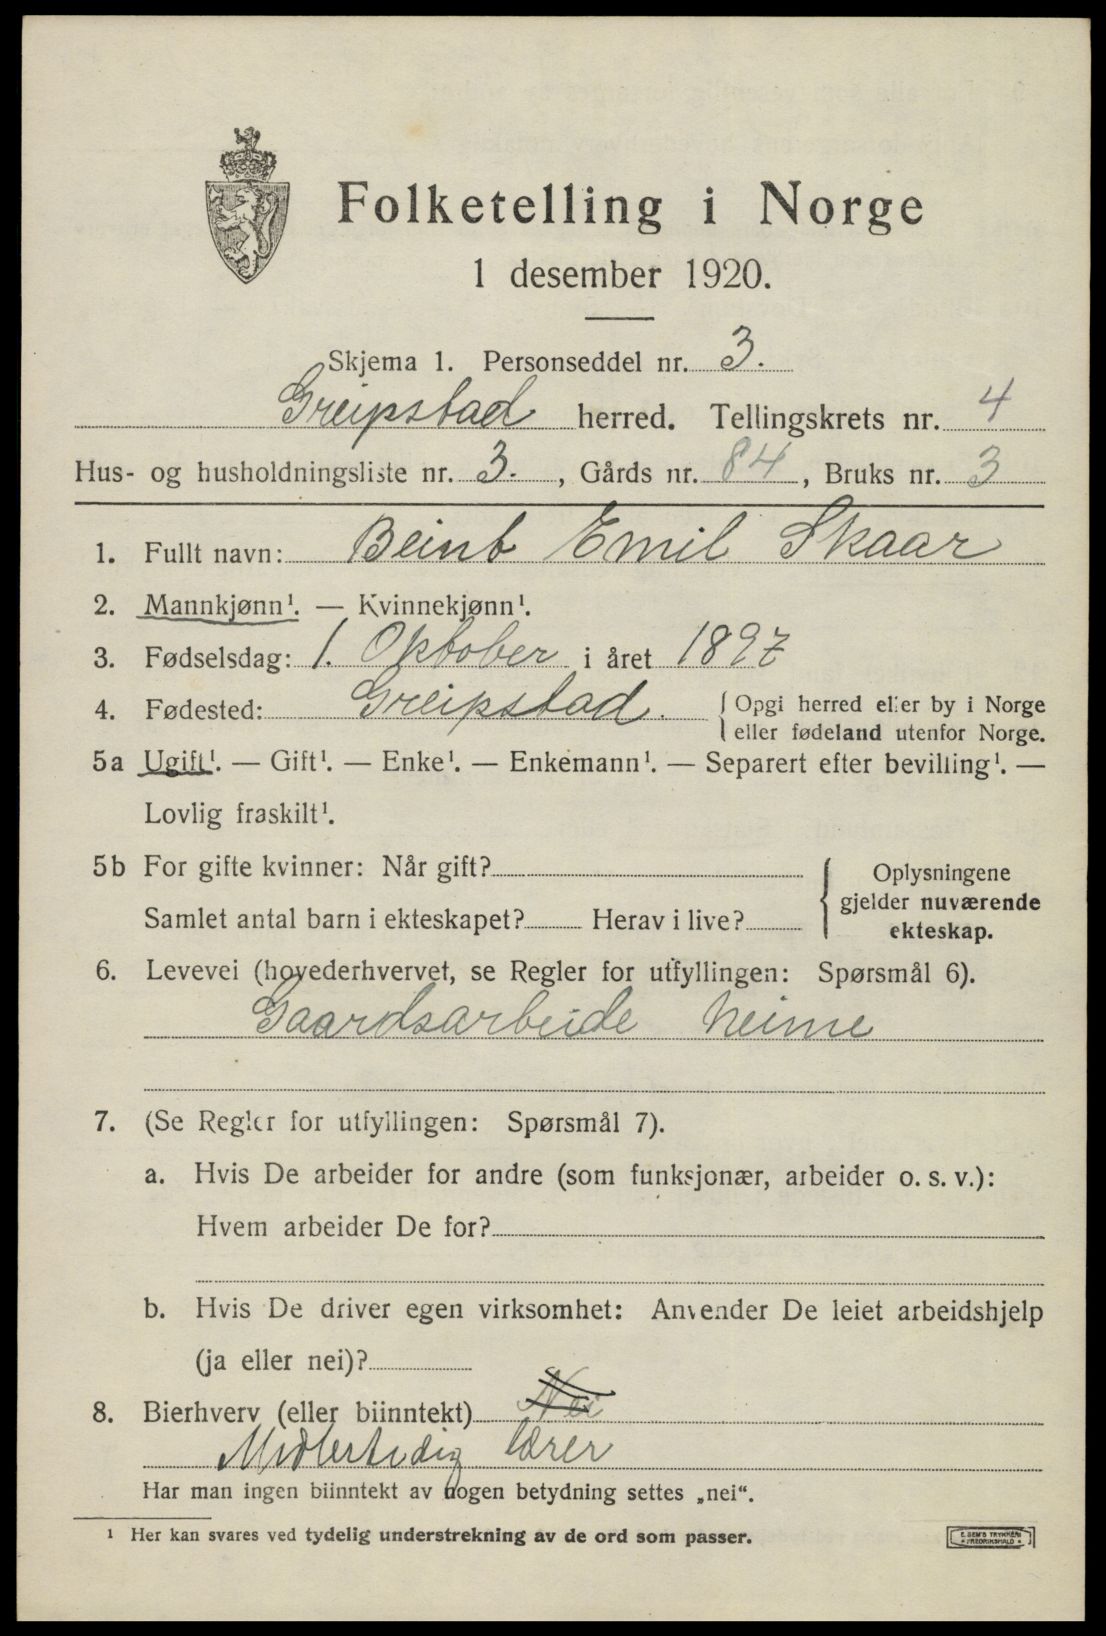 Folketelling i Norge
1 desember 1920.
Skjema 1. Personseddel nr. 3.
Greipstad herred. Tellingskrets nr. 4
Hus- og husholdningsliste nr. 3., Gårds nr. 84, Bruks nr. 3
1. Fullt navn: Beint Emil Skaar
2. Mannkjønn¹. — Kvinnekjønn¹.
3. Fødselsdag: 1. Oktober i året 1897
4. Fødested: Greipstad. { Opgi herred eller by i Norge
eller fødeland utenfor Norge.
5a Ugift¹. — Gift¹. — Enke¹. — Enkemann¹. — Separert efter bevilling¹. —
Lovlig fraskilt¹.
5b For gifte kvinner: Når gift?
Samlet antal barn i ekteskapet? Herav i live?
{ Oplysningene
gjelder nuværende
ekteskap.
6. Levevei (hovederhvervet, se Regler for utfyllingen: Spørsmål 6).
Gaardsarbeide heime
7. (Se Regler for utfyllingen: Spørsmål 7).
a. Hvis De arbeider for andre (som funksjonær, arbeider o. s. v.):
Hvem arbeider De for?
b. Hvis De driver egen virksomhet: Anvender De leiet arbeidshjelp
(ja eller nei)?
8. Bierhverv (eller biinntekt) Nei
Midlertidig lærer
Har man ingen biinntekt av nogen betydning settes „nei“.
¹ Her kan svares ved tydelig understrekning av de ord som passer.
E. SEM'S TRYKKERI
FREDRIKSHALD